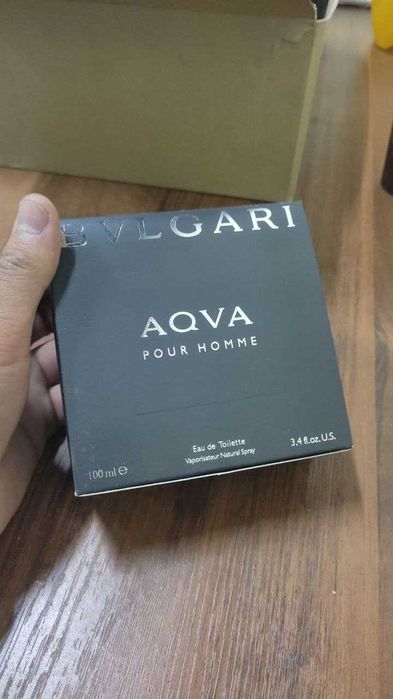 BVLGARI
AQVA
POUR HOMME
Eau de Toilette
Vaporisateur Natural Spray
100 ml e
3,4 fl.oz. U.S.